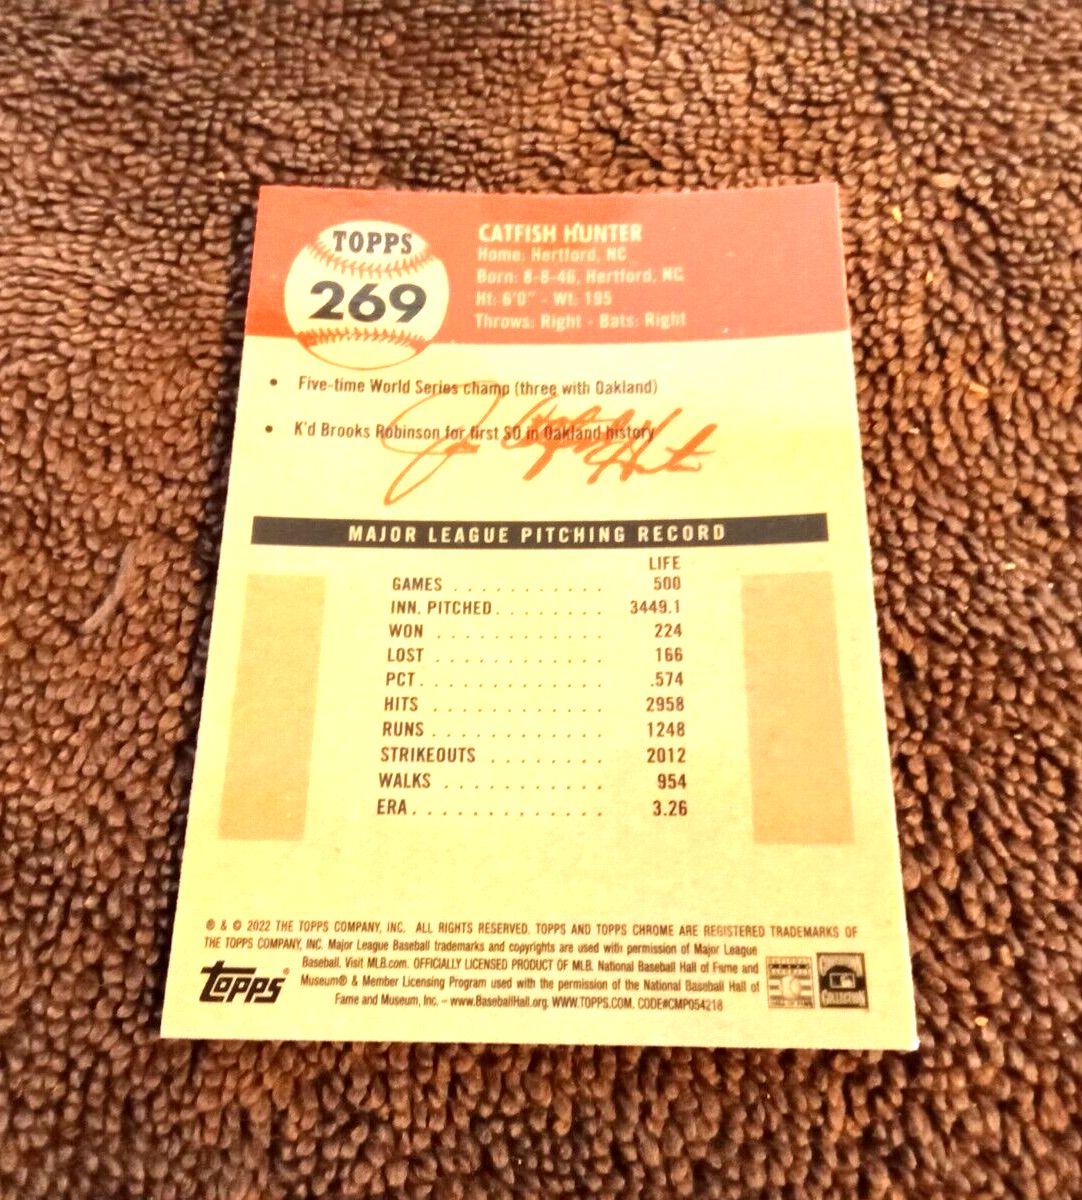 TOPPS
269
CATFISH HUNTER
Home: Hertford, NC
Born: 8-8-46, Hertford, NC
Ht: 6'0" - Wt: 195
Throws: Right - Bats: Right
• Five-time World Series champ (three with Oakland)
• K'd Brooks Robinson for first SO in Oakland history
Jim Catfish Hunter
MAJOR LEAGUE PITCHING RECORD
LIFE
GAMES . . . . . . . . . . . 500
INN. PITCHED . . . . . . . . 3449.1
WON . . . . . . . . . . . . 224
LOST . . . . . . . . . . . . 166
PCT. . . . . . . . . . . . . .574
HITS . . . . . . . . . . . . 2958
RUNS . . . . . . . . . . . . 1248
STRIKEOUTS . . . . . . . . 2012
WALKS . . . . . . . . . . . 954
ERA. . . . . . . . . . . . . 3.26
® & © 2022 THE TOPPS COMPANY, INC. ALL RIGHTS RESERVED. TOPPS AND TOPPS CHROME ARE REGISTERED TRADEMARKS OF
THE TOPPS COMPANY, INC. Major League Baseball trademarks and copyrights are used with permission of Major League
Baseball. Visit MLB.com. OFFICIALLY LICENSED PRODUCT OF MLB. National Baseball Hall of Fame and
Museum® & Member Licensing Program used with the permission of the National Baseball Hall of
Fame and Museum, Inc. – www.BaseballHall.org. WWW.TOPPS.COM. CODE#CMP054218
topps®
COLLECTION